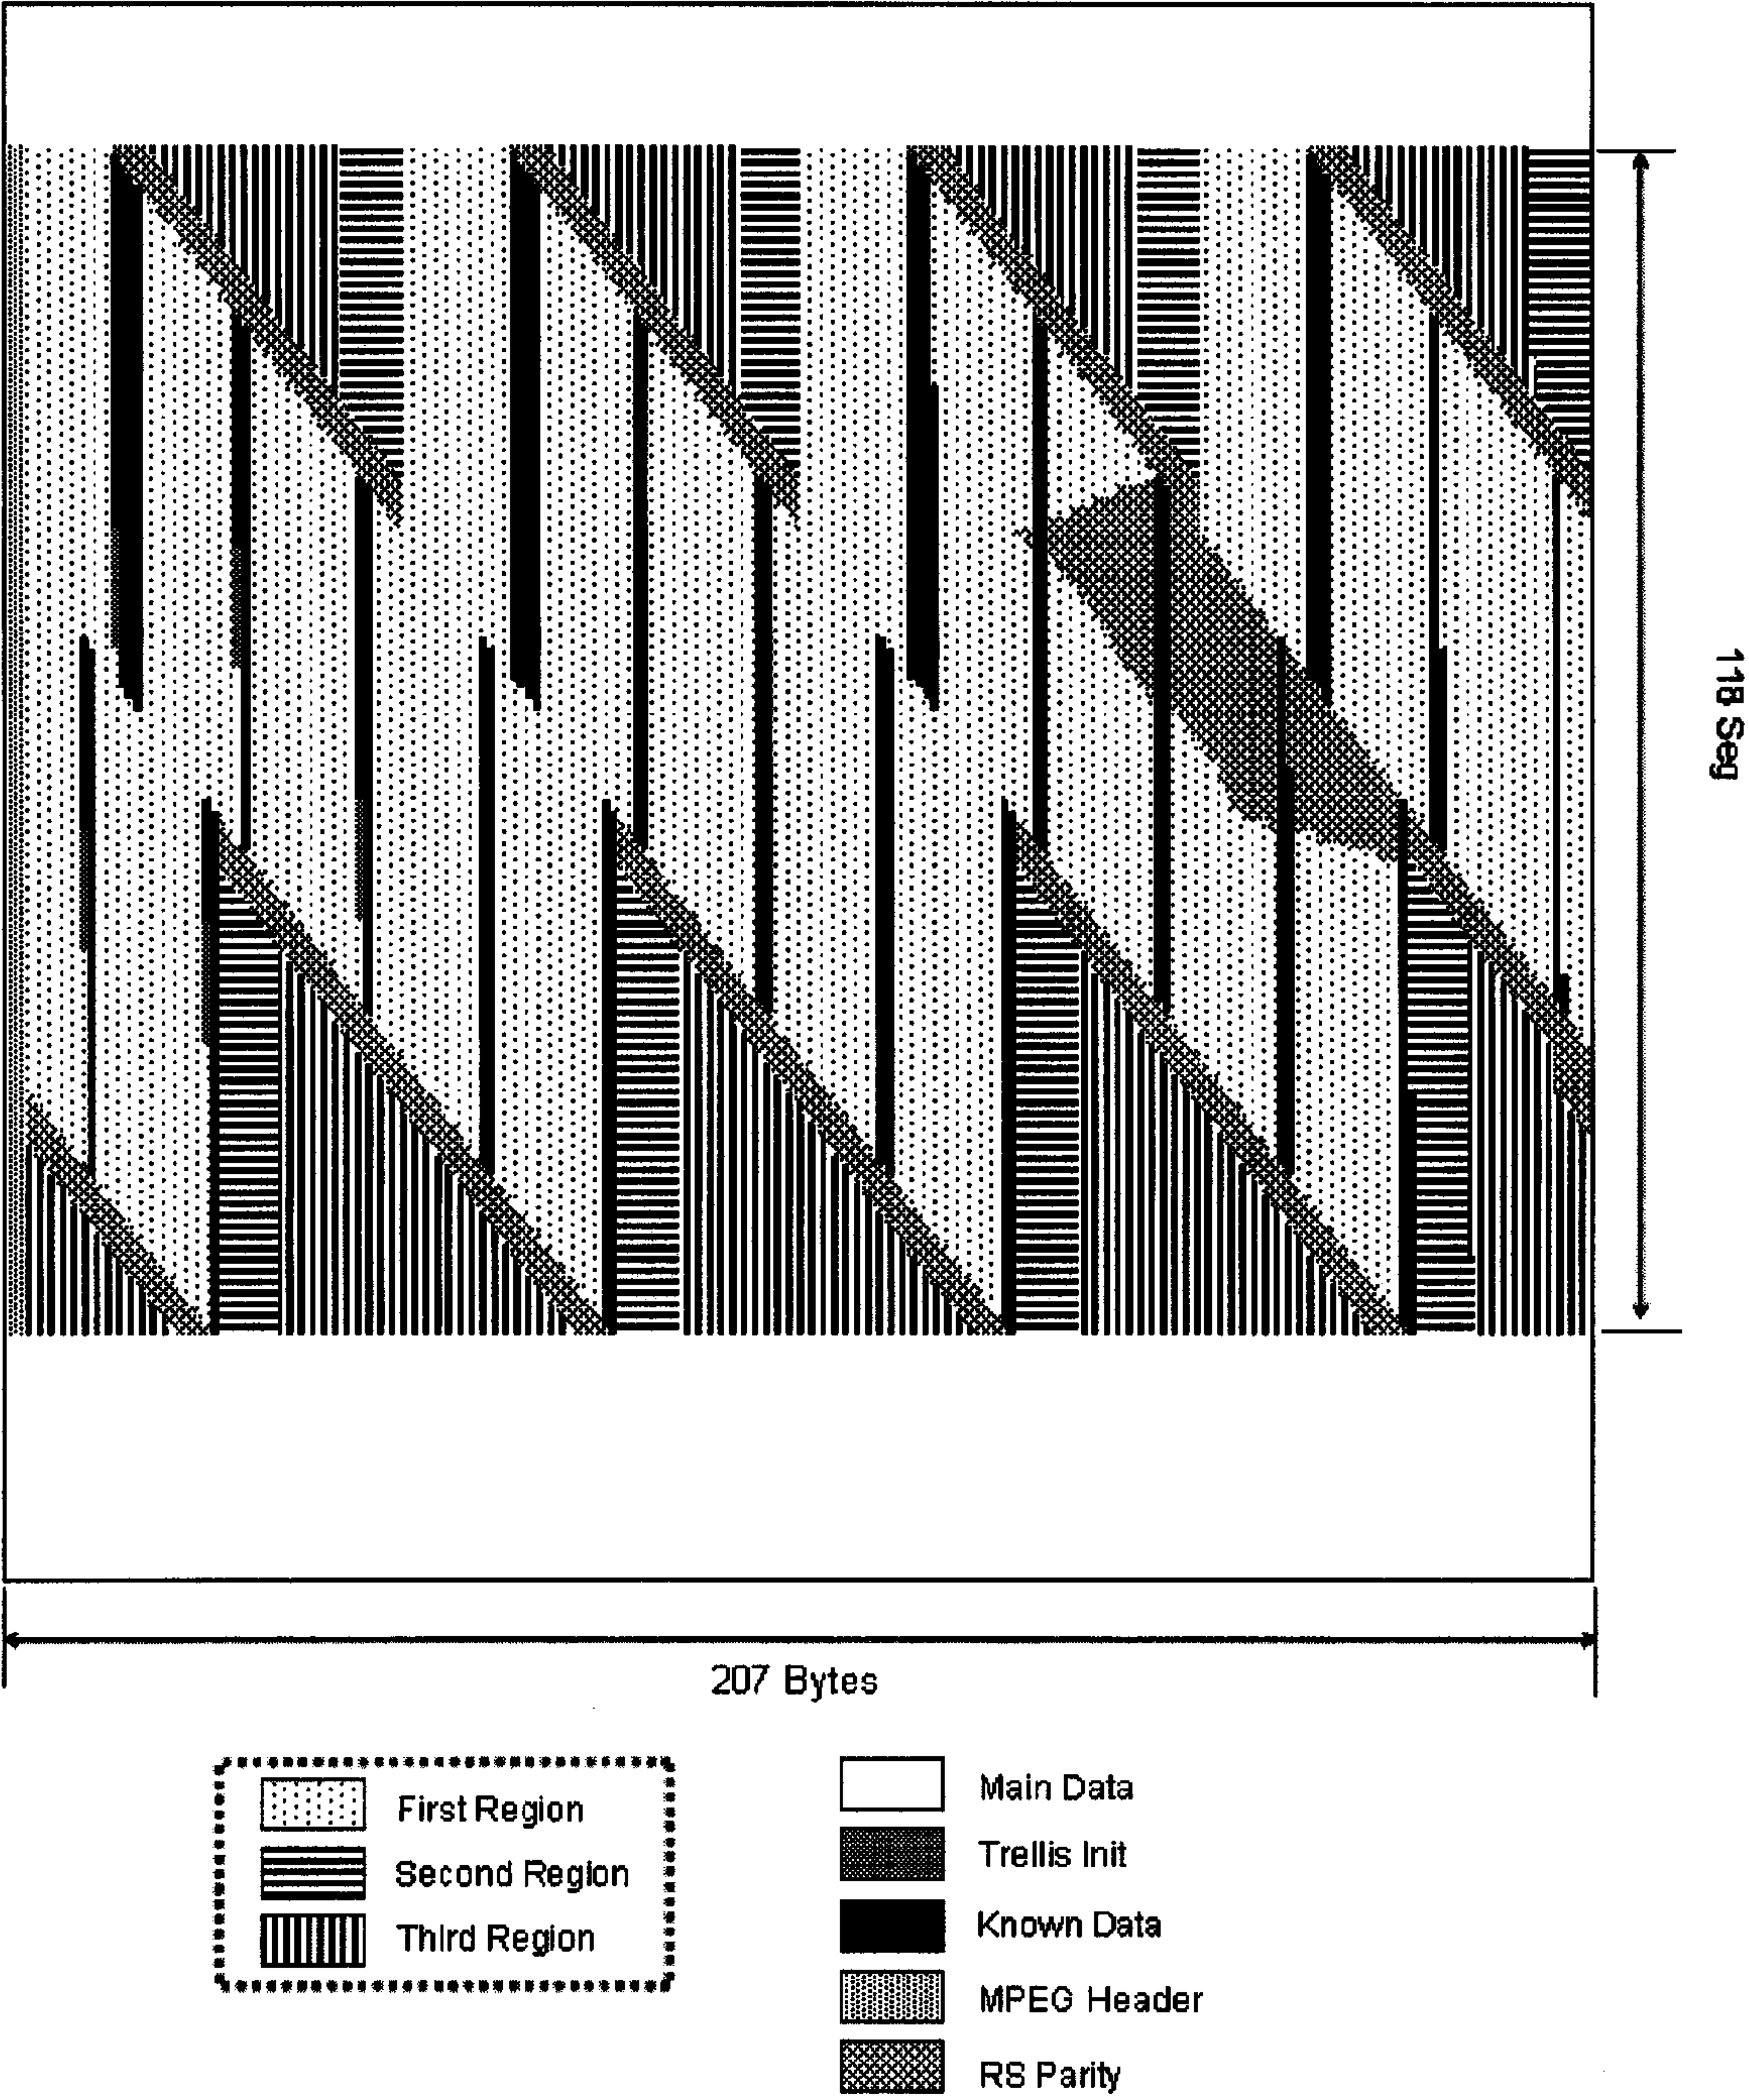 118 Seg
207 Bytes
First Region
Second Region
Third Region
Main Data
Trellis Init
Known Data
MPEG Header
RS Parity